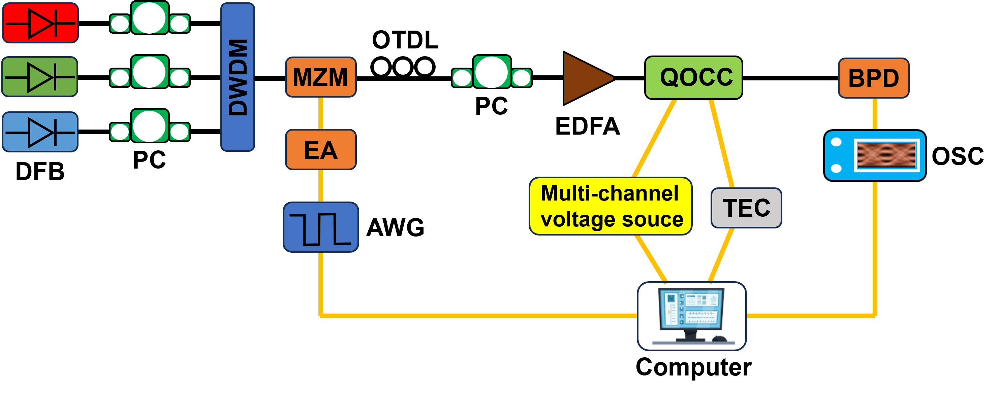 DFB
PC
DWDM
MZM
EA
AWG
OTDL
PC
EDFA
QOCC
Multi-channel
voltage souce
TEC
BPD
OSC
Computer